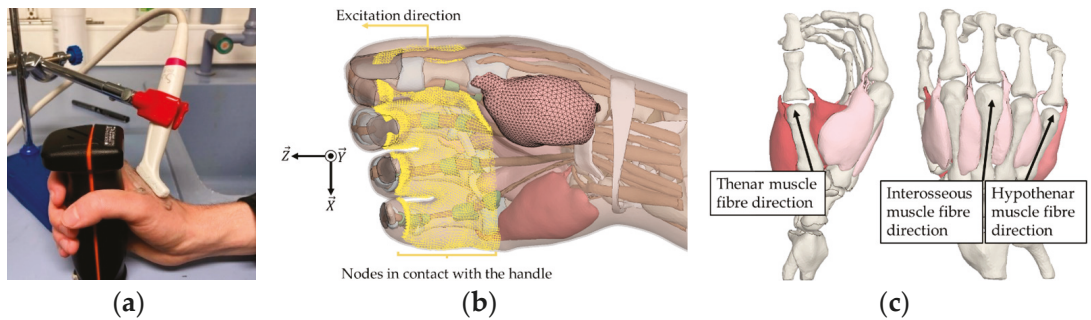 Excitation direction
Z
Y
X
Nodes in contact with the handle
Thenar muscle
fibre direction
Interosseous
muscle fibre
direction
Hypothenar
muscle fibre
direction
(a)
(b)
(c)